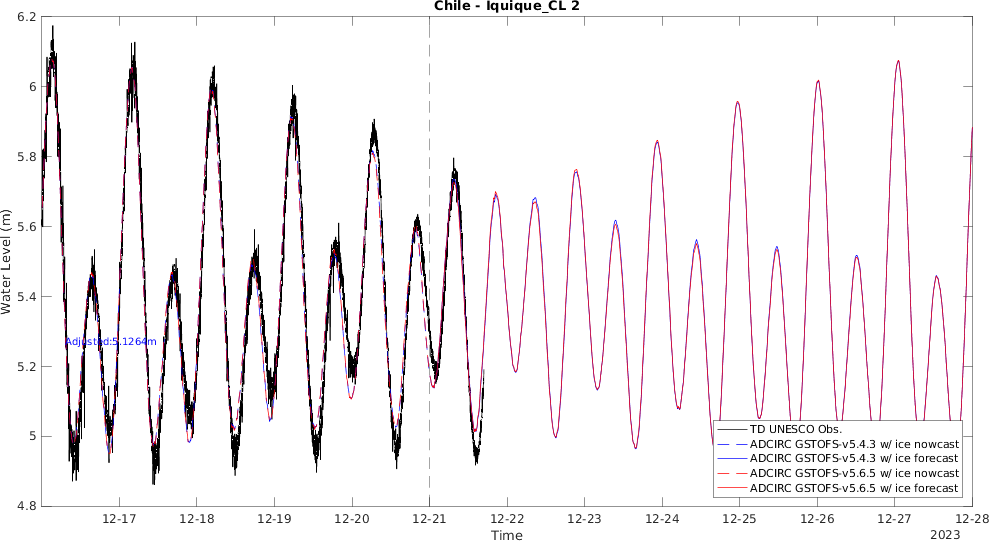 Chile - Iquique_CL 2
6.2
6
5.8
5.6
5.4
5.2
5
4.8
Water Level (m)
Adjusted:5.1264m
TD UNESCO Obs.
ADCIRC GSTOFS-v5.4.3 w/ ice nowcast
ADCIRC GSTOFS-v5.4.3 w/ ice forecast
ADCIRC GSTOFS-v5.6.5 w/ ice nowcast
ADCIRC GSTOFS-v5.6.5 w/ ice forecast
12-17 12-18 12-19 12-20 12-21 12-22 12-23 12-24 12-25 12-26 12-27 12-28
Time
2023